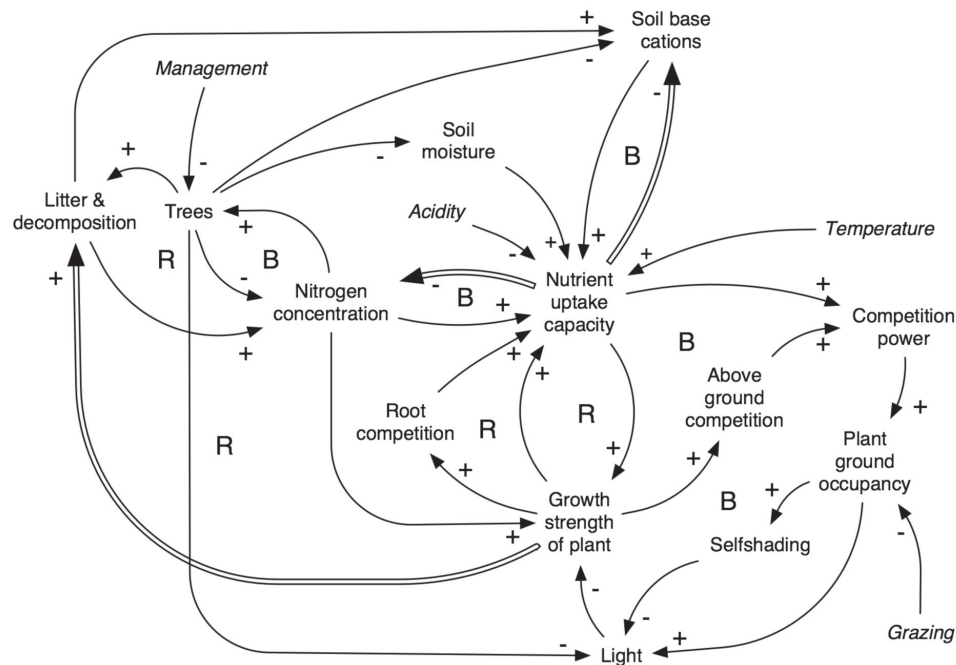 Soil base
cations
+
-
Management
-
+
-
Soil
moisture
-
B
+
-
Litter &
decomposition
Trees
Acidity
+
+
-
+
+
Temperature
R
B
+
-
-
Nitrogen
concentration
B
+
Nutrient
uptake
capacity
+
Competition
power
+
+
+
B
+
Above
ground
competition
Root
competition
R
R
+
R
+
+
+
Plant
ground
occupancy
Growth
strength
of plant
+
B
+
Selfshading
-
-
-
Grazing
-
Light
+